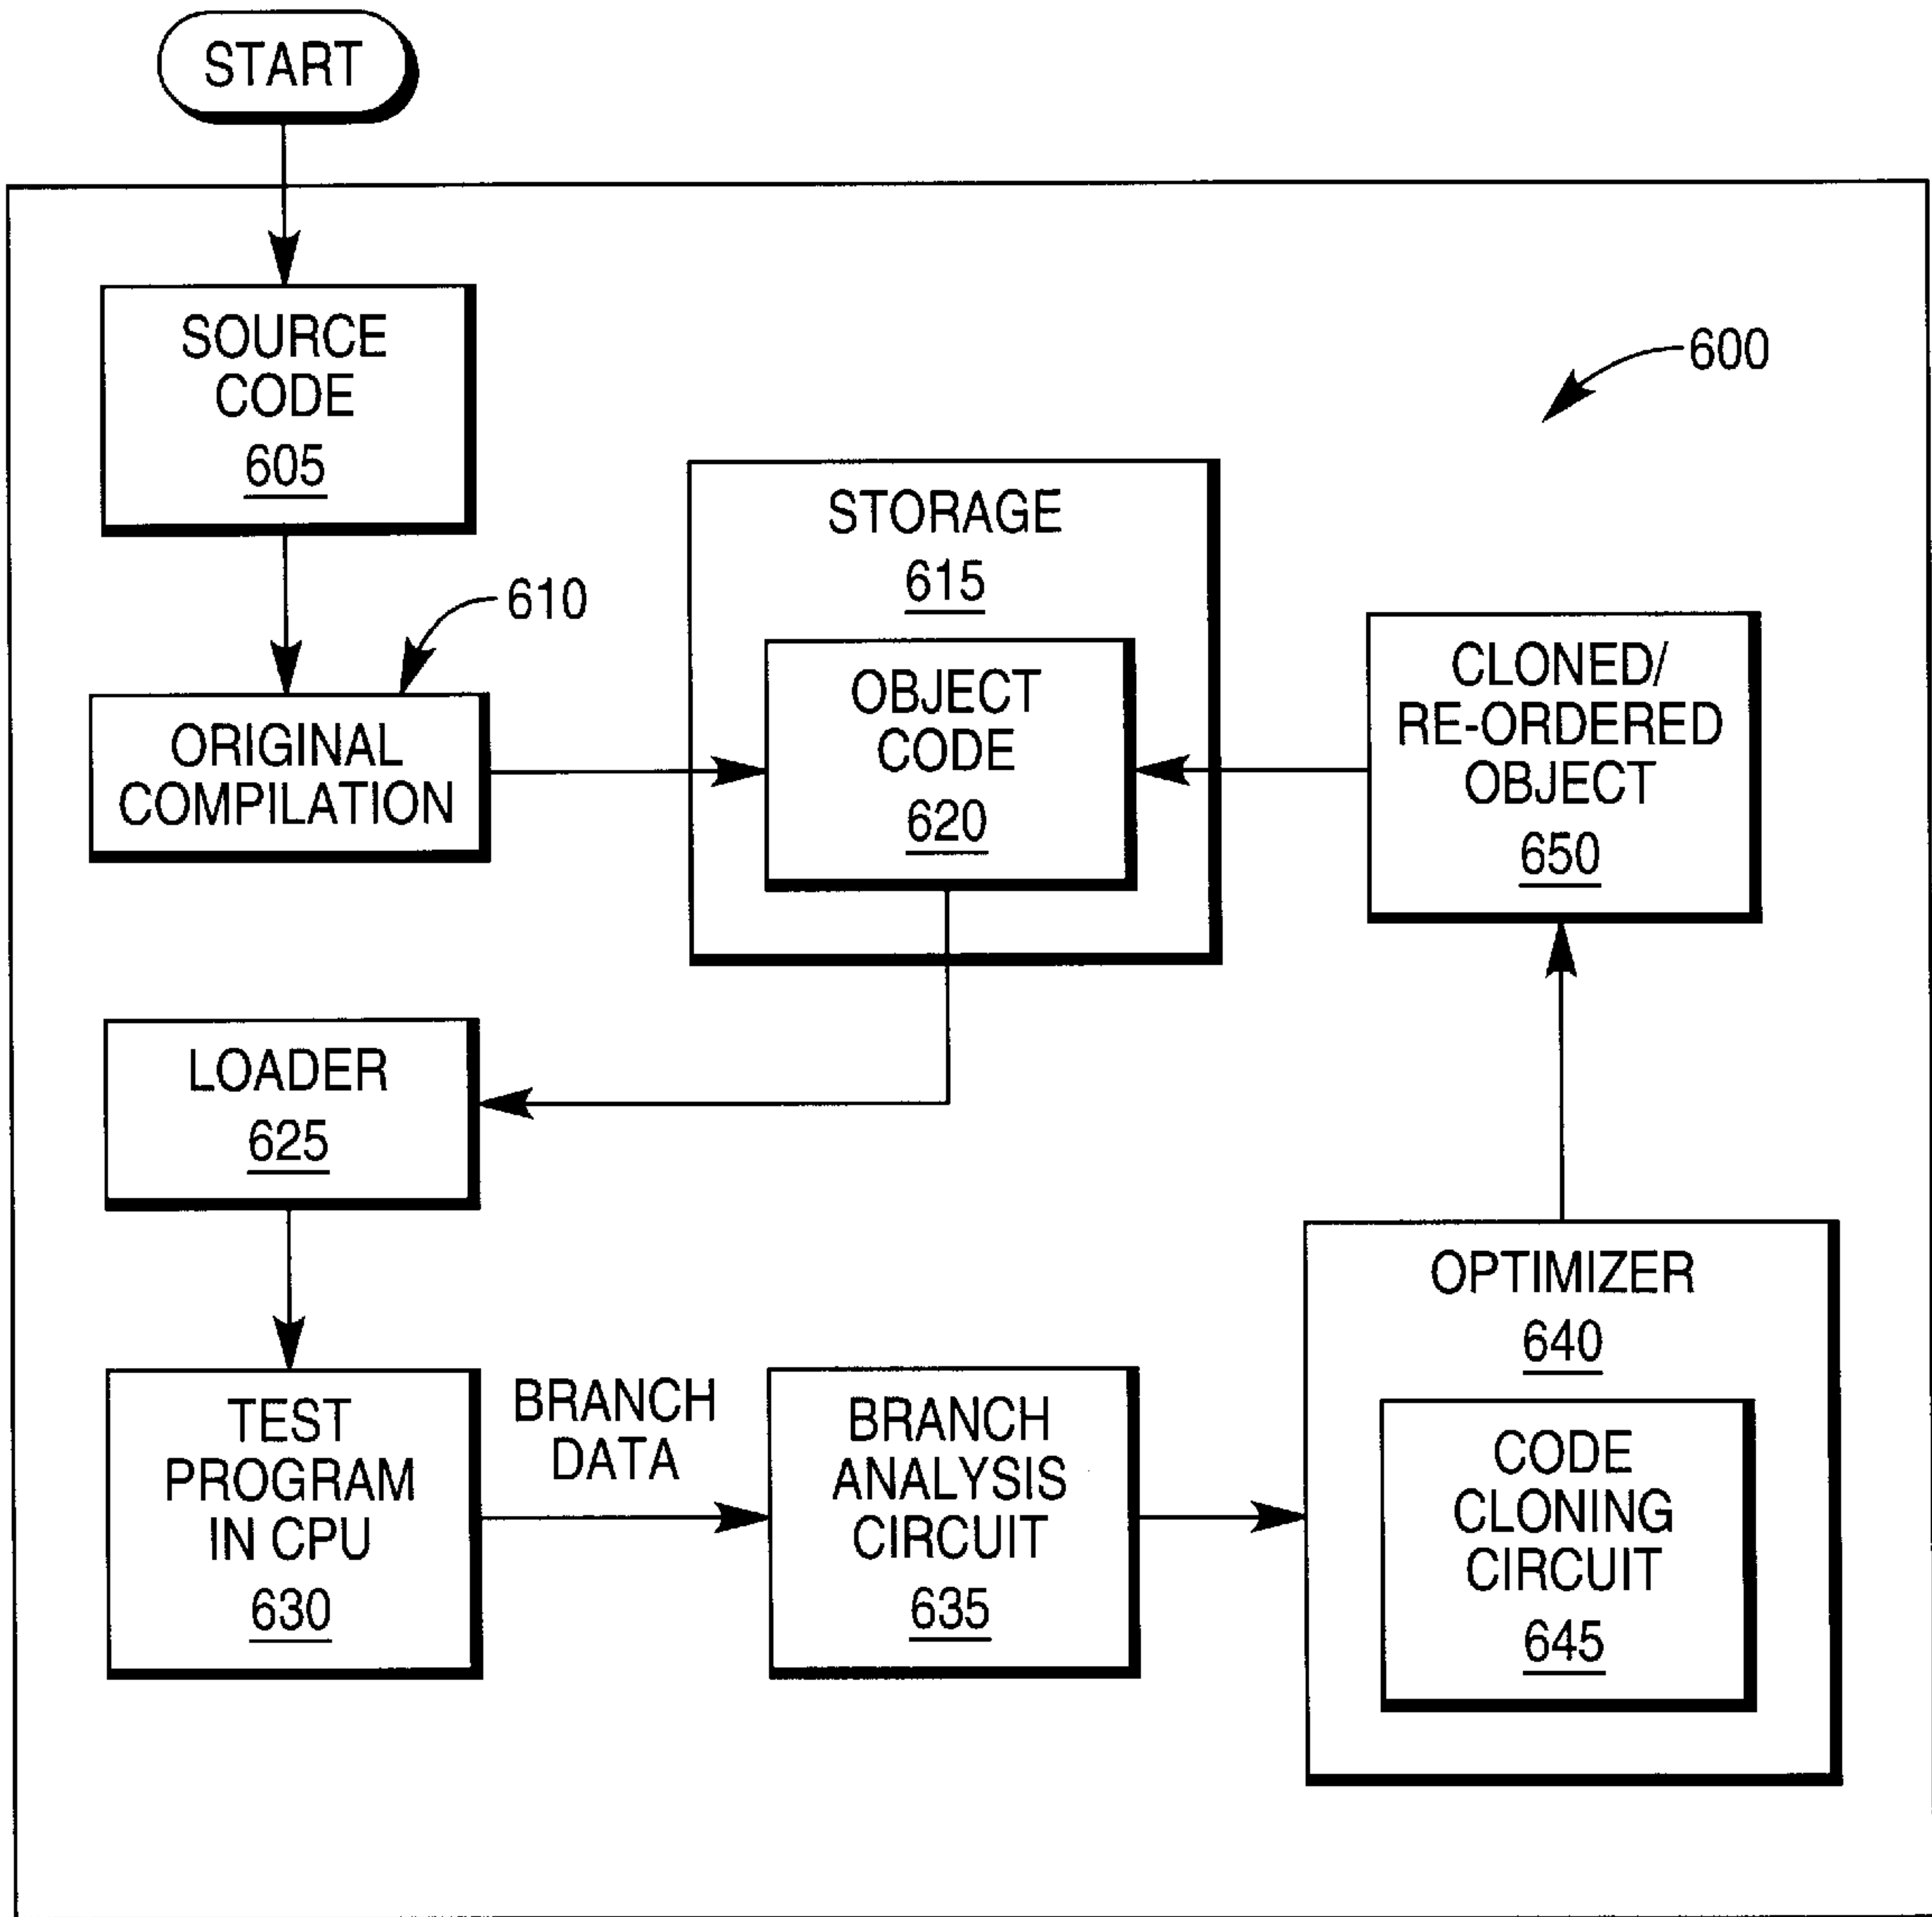 START
SOURCE
CODE
605
600
610
ORIGINAL
COMPILATION
STORAGE
615
OBJECT
CODE
620
CLONED/
RE-ORDERED
OBJECT
650
LOADER
625
TEST
PROGRAM
IN CPU
630
BRANCH
DATA
BRANCH
ANALYSIS
CIRCUIT
635
OPTIMIZER
640
CODE
CLONING
CIRCUIT
645